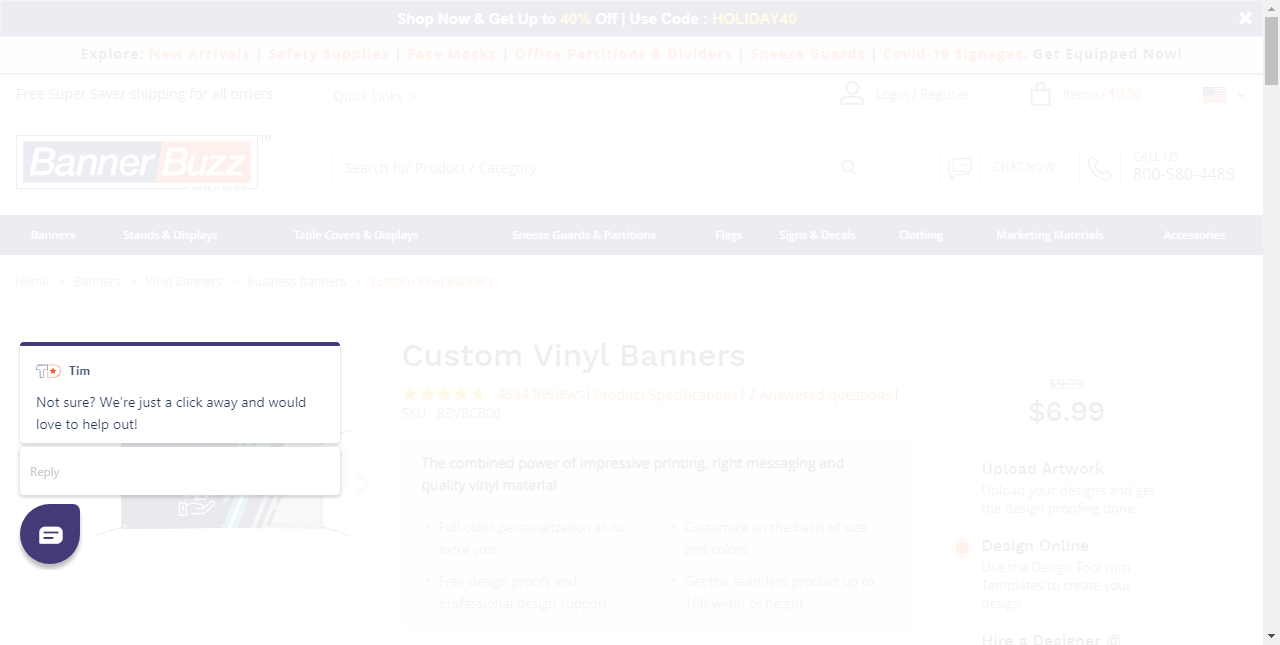 Shop Now & Get Up to 40% Off | Use Code : HOLIDAY40
Explore: New Arrivals | Safety Supplies | Face Masks | Office Partitions & Dividers | Sneeze Guards | Covid-19 Signages. Get Equipped Now!
Free Super Saver shipping for all orders
Quick Links
Login / Register
Item(s) $0.00
BannerBuzz TM
make it visible
Search for Product / Category
CHAT NOW
CALL US
800-580-4489
Banners Stands & Displays Table Covers & Displays Sneeze Guards & Partitions Flags Signs & Decals Clothing Marketing Materials Accessories
Home > Banners > Vinyl Banners > Business Banners > Custom Vinyl Banners
Tim
Not sure? We're just a click away and would
love to help out!
Reply
Custom Vinyl Banners
4684 Reviews | Product Specifications | 7 Answered questions |
SKU : BBVBCB00
The combined power of impressive printing, right messaging and
quality vinyl material
• Full-color personalization at no
extra cost
• Customize on the basis of size
and colors
• Free design proofs and
professional design support
• Get the seamless product up to
10ft width or height
$9.79
$6.99
Upload Artwork
Upload your designs and get
the design proofing done
Design Online
Use the Design Tool with
Templates to create your
design
Hire a Designer @